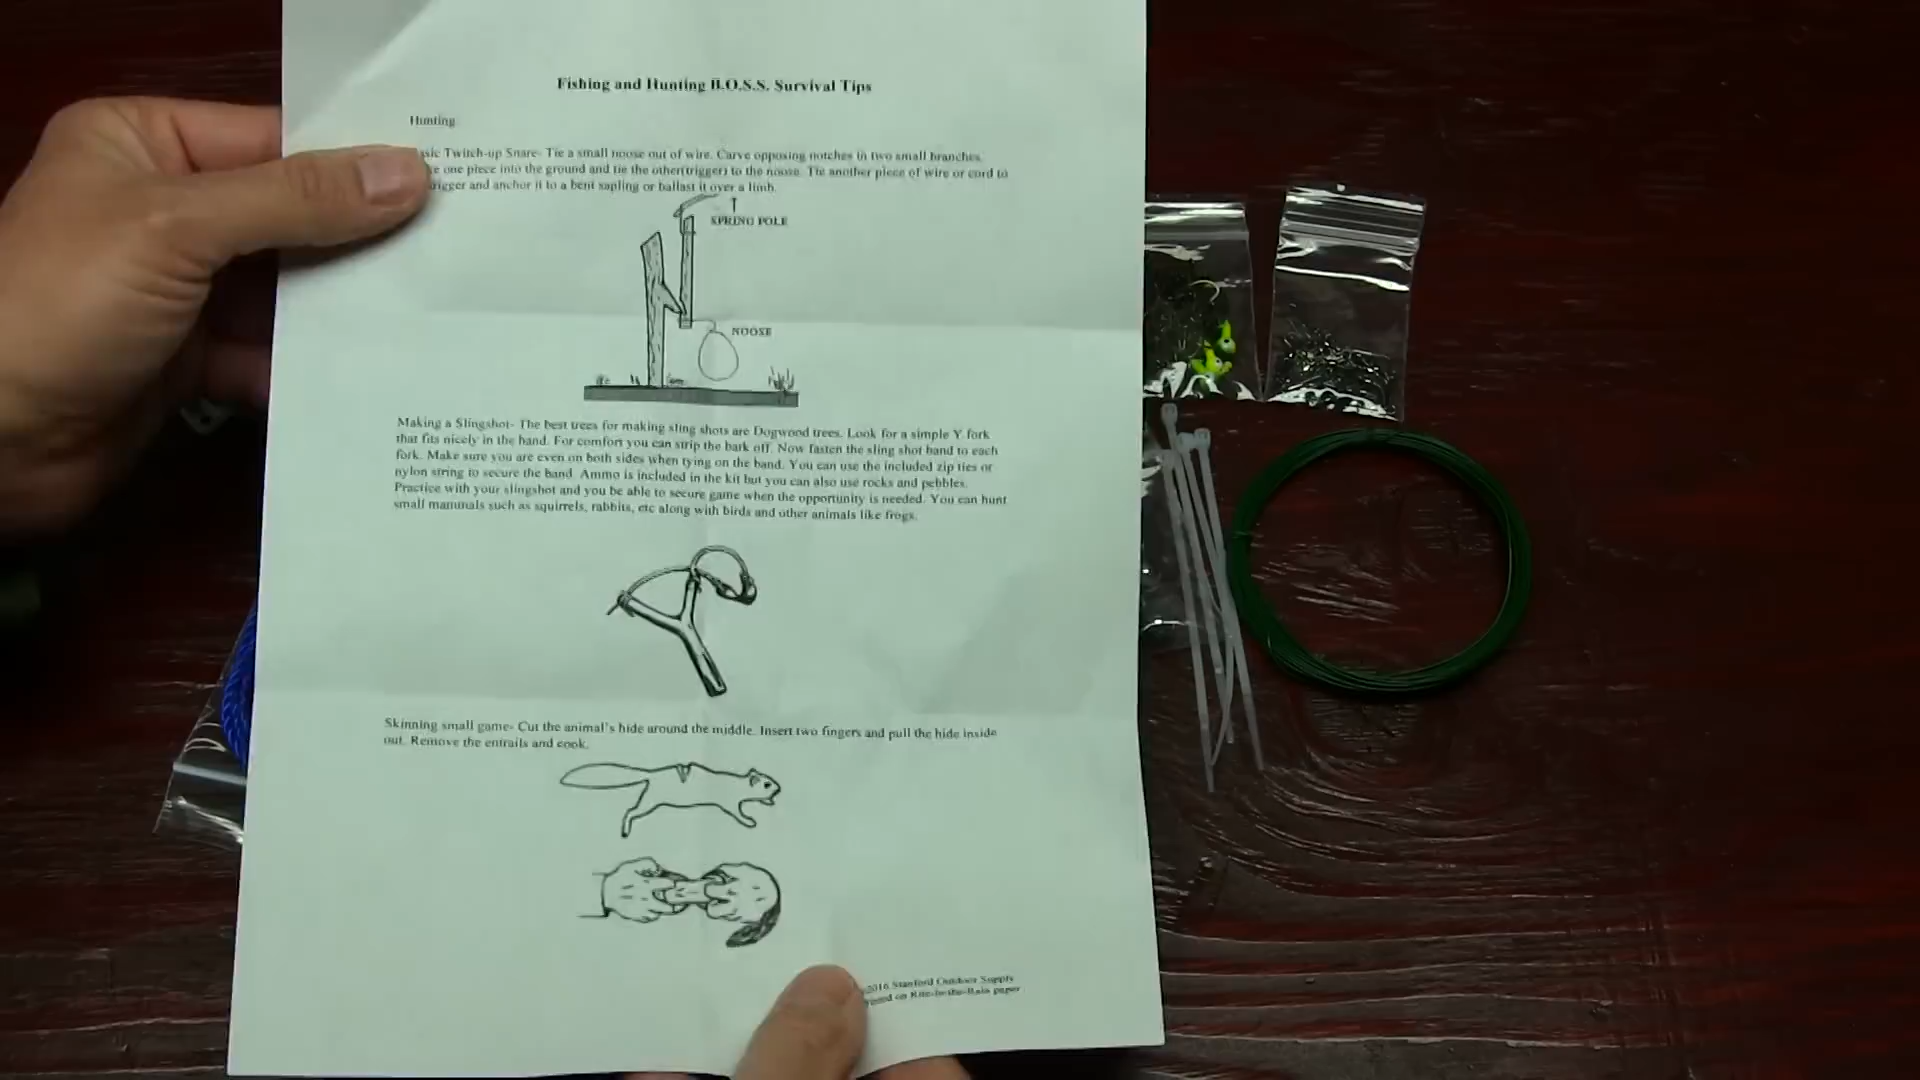 Fishing and Hunting B.O.S.S. Survival Tips
Hunting
Twitch-up Snare- Tie a small noose out of wire. Carve opposing notches in two small branches.
one piece into the ground and tie the other(trigger) to the noose. Tie another piece of wire or cord to
trigger and anchor it to a bent sapling or ballast it over a limb.
SPRING POLE
NOOSE
Making a Slingshot- The best trees for making sling shots are Dogwood trees. Look for a simple Y fork
that fits nicely in the hand. For comfort you can strip the bark off. Now fasten the sling shot band to each
fork. Make sure you are even on both sides when tying on the band. You can use the included zip ties or
nylon string to secure the band. Ammo is included in the kit but you can also use rocks and pebbles.
Practice with your slingshot and you be able to secure game when the opportunity is needed. You can hunt
small mammals such as squirrels, rabbits, etc along with birds and other animals like frogs.
Skinning small game- Cut the animal's hide around the middle. Insert two fingers and pull the hide inside
out. Remove the entrails and cook.
2016 Stanford Outdoor Supply
on Rite-in-the-Rain paper